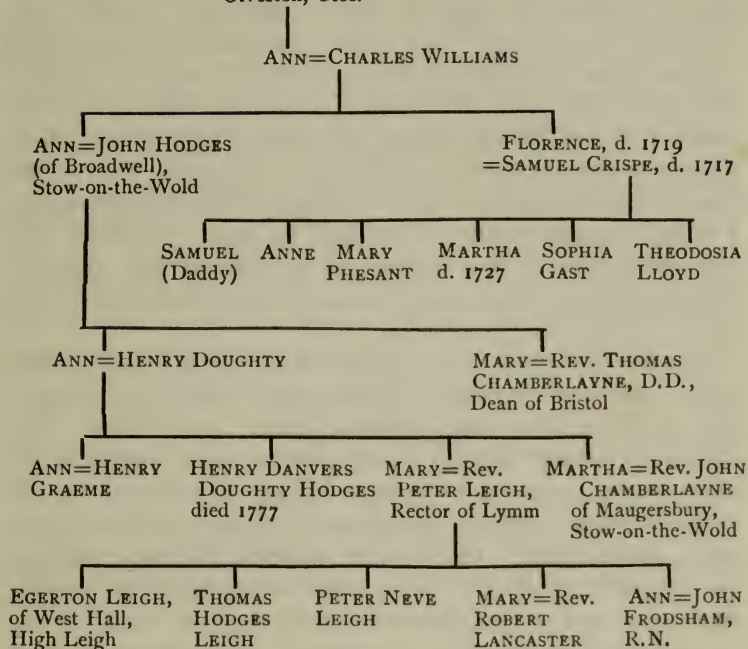 ANN=CHARLES WILLIAMS
ANN=JOHN HODGES
(of Broadwell),
Stow-on-the-Wold
FLORENCE, d. 1719
=SAMUEL CRISPE, d. 1717
SAMUEL
(Daddy)
ANNE
MARY
PHESANT
MARTHA
d. 1727
SOPHIA
GAST
THEODOSIA
LLOYD
ANN=HENRY DOUGHTY
MARY=REV. THOMAS
CHAMBERLAYNE, D.D.,
Dean of Bristol
ANN=HENRY
GRAEME
HENRY DANVERS
DOUGHTY HODGES
died 1777
MARY=Rev.
PETER LEIGH,
Rector of Lymm
MARTHA=Rev. JOHN
CHAMBERLAYNE
of Maugersbury,
Stow-on-the-Wold
EGERTON LEIGH,
of West Hall,
High Leigh
THOMAS
HODGES
LEIGH
PETER NEVE
LEIGH
MARY=Rev.
ROBERT
LANCASTER
ANN=JOHN
FRODSHAM,
R.N.